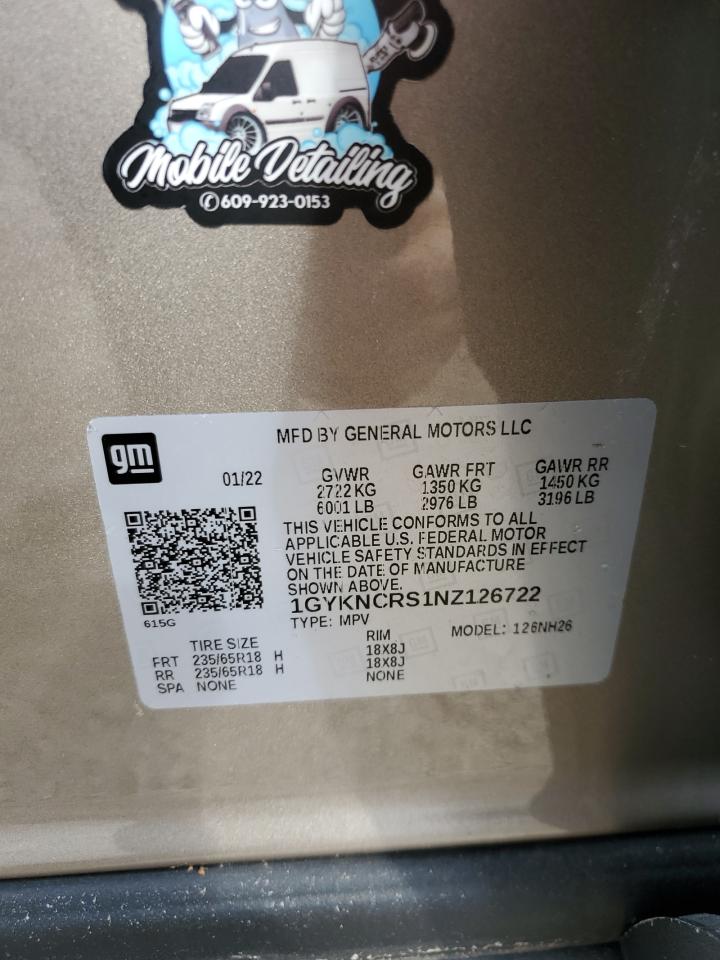 Mobile Detailing
609-923-0153
gm
MFD BY GENERAL MOTORS LLC
01/22
GVWR GAWR FRT GAWR RR
2722 KG 1350 KG 1450 KG
6001 LB 2976 LB 3196 LB
THIS VEHICLE CONFORMS TO ALL
APPLICABLE U.S. FEDERAL MOTOR
VEHICLE SAFETY STANDARDS IN EFFECT
ON THE DATE OF MANUFACTURE
SHOWN ABOVE.
1GYKNCRS1NZ126722
615G
TYPE: MPV MODEL: 126NH26
TIRE SIZE RIM
FRT 235/65R18 H 18X8J
RR 235/65R18 H 18X8J
SPA NONE NONE